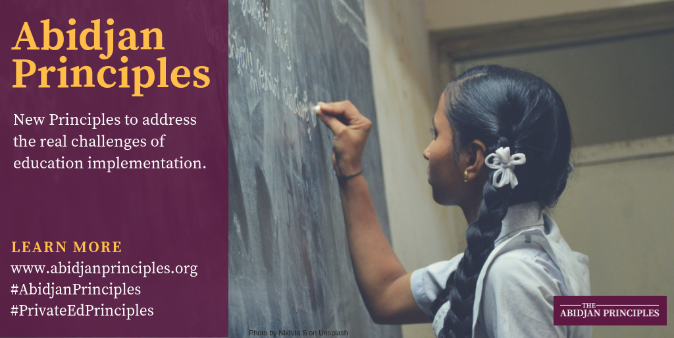 Abidjan
Principles
New Principles to address
the real challenges of
education implementation.
LEARN MORE
www.abidjanprinciples.org
#AbidjanPrinciples
#PrivateEdPrinciples
Photo by Nikhita S on Unsplash
THE
ABIDJAN PRINCIPLES